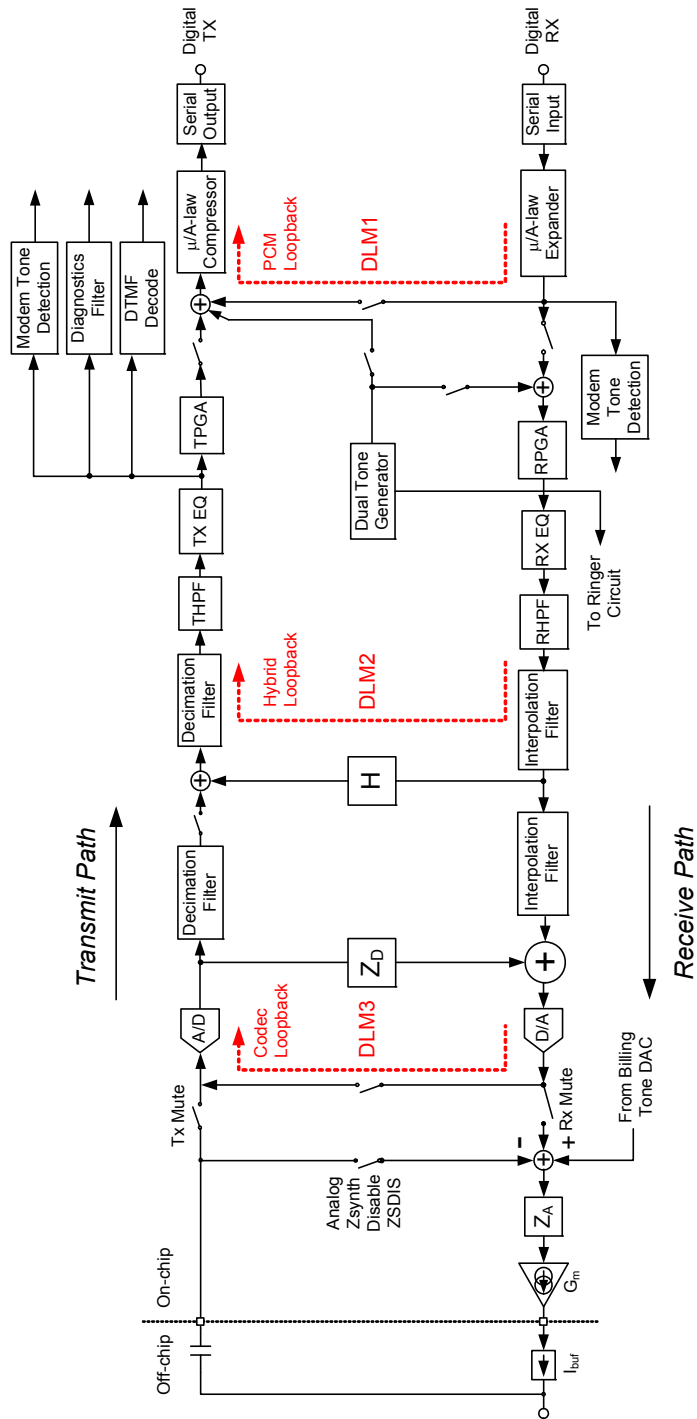 Off-chip
On-chip
Transmit Path
Tx Mute
A/D
Decimation
Filter
Decimation
Filter
THPF
TX EQ
TPGA
Modem Tone
Detection
Diagnostics
Filter
DTMF
Decode
+
+
µ/A-law
Compressor
Serial
Output
Digital
TX
Analog
Zsynth
Disable
ZSDIS
Codec
Loopback
DLM3
ZD
Hybrid
Loopback
DLM2
H
Dual Tone
Generator
PCM
Loopback
DLM1
Ibuf
Gm
ZA
+
-
+
Rx Mute
From Billing
Tone DAC
D/A
+
Interpolation
Filter
Interpolation
Filter
RHPF
RX EQ
RPGA
+
To Ringer
Circuit
Modem
Tone
Detection
µ/A-law
Expander
Serial
Input
Digital
RX
Receive Path